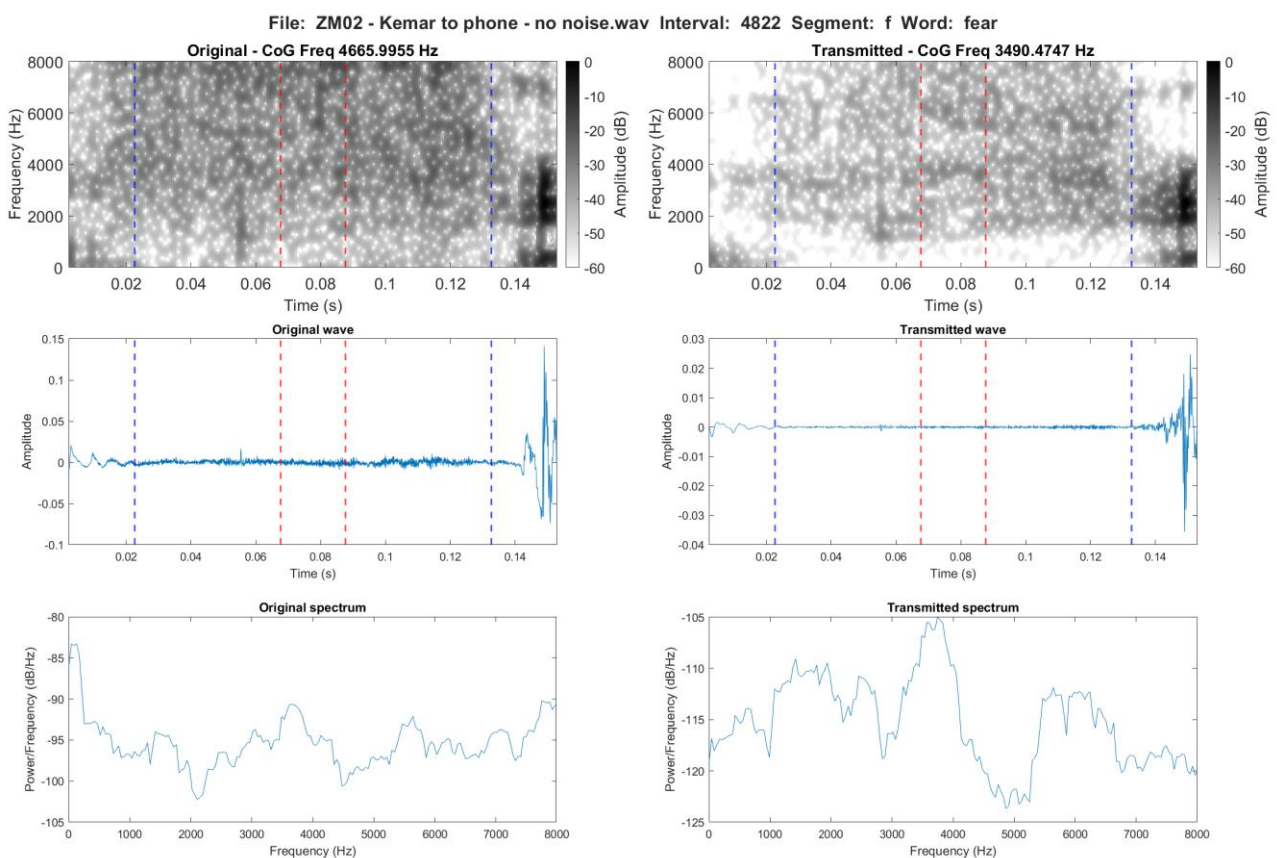 File: ZM02 - Kemar to phone - no noise.wav Interval: 4822 Segment: f Word: fear
Original - CoG Freq 4665.9955 Hz
8000
6000
4000
2000
0
Frequency (Hz)
0.02 0.04 0.06 0.08 0.1 0.12 0.14
Time (s)
0
-10
-20
-30
-40
-50
-60
Amplitude (dB)
Transmitted - CoG Freq 3490.4747 Hz
8000
6000
4000
2000
0
Frequency (Hz)
0.02 0.04 0.06 0.08 0.1 0.12 0.14
Time (s)
0
-10
-20
-30
-40
-50
-60
Amplitude (dB)
Original wave
0.15
0.1
0.05
0
-0.05
-0.1
Amplitude
0.02 0.04 0.06 0.08 0.1 0.12 0.14
Time (s)
Transmitted wave
0.03
0.02
0.01
0
-0.01
-0.02
-0.03
-0.04
Amplitude
0.02 0.04 0.06 0.08 0.1 0.12 0.14
Time (s)
Original spectrum
-80
-85
-90
-95
-100
-105
Power/Frequency (dB/Hz)
0 1000 2000 3000 4000 5000 6000 7000 8000
Frequency (Hz)
Transmitted spectrum
-105
-110
-115
-120
-125
Power/Frequency (dB/Hz)
0 1000 2000 3000 4000 5000 6000 7000 8000
Frequency (Hz)